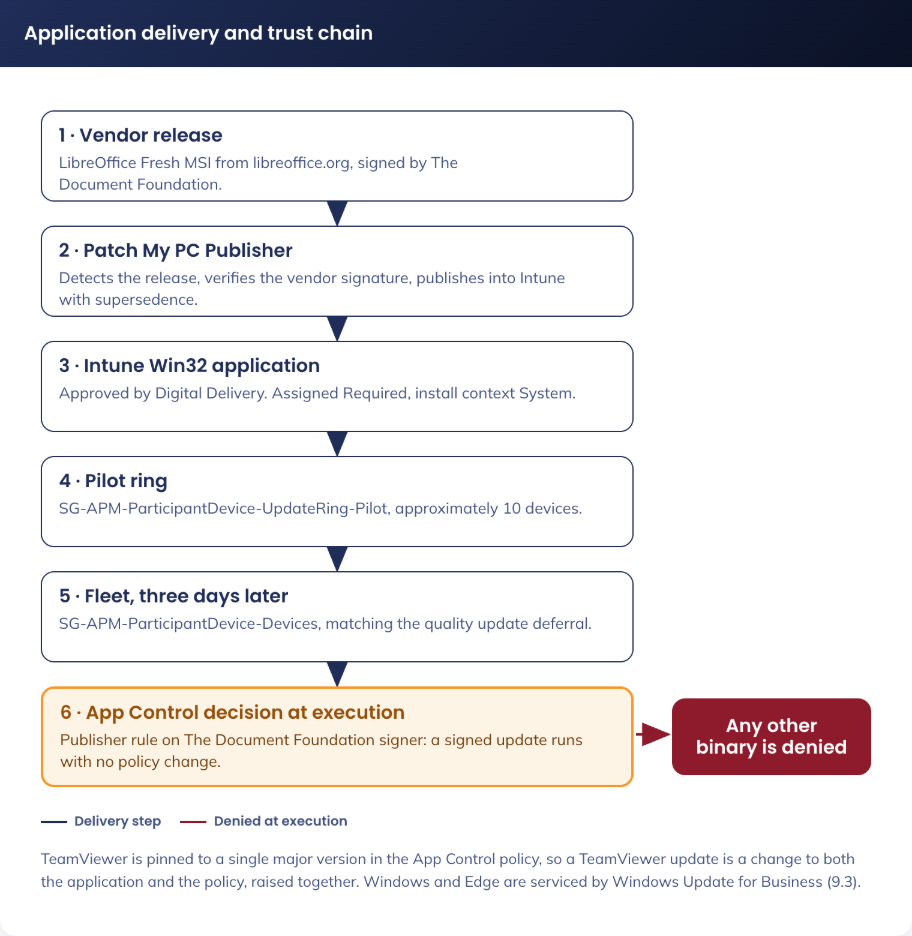 Application delivery and trust chain
1 · Vendor release
LibreOffice Fresh MSI from libreoffice.org, signed by The
Document Foundation.
2 · Patch My PC Publisher
Detects the release, verifies the vendor signature, publishes into Intune
with supersedence.
3 · Intune Win32 application
Approved by Digital Delivery. Assigned Required, install context System.
4 · Pilot ring
SG-APM-ParticipantDevice-UpdateRing-Pilot, approximately 10 devices.
5 · Fleet, three days later
SG-APM-ParticipantDevice-Devices, matching the quality update deferral.
6 · App Control decision at execution
Publisher rule on The Document Foundation signer: a signed update runs
with no policy change.
Any other
binary is denied
Delivery step
Denied at execution
TeamViewer is pinned to a single major version in the App Control policy, so a TeamViewer update is a change to both
the application and the policy, raised together. Windows and Edge are serviced by Windows Update for Business (9.3).